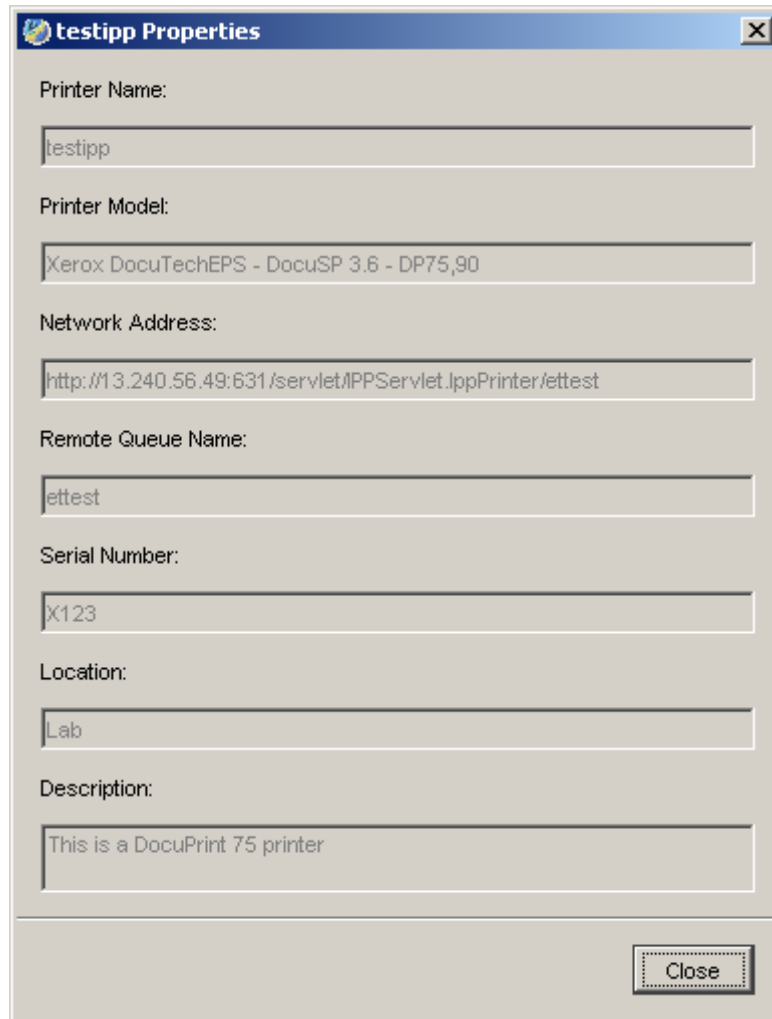 testipp Properties
Printer Name:
testipp
Printer Model:
Xerox DocuTechEPS - DocuSP 3.6 - DP75,90
Network Address:
http://13.240.56.49:631/servlet/IPPServlet.IppPrinter/ettest
Remote Queue Name:
ettest
Serial Number:
X123
Location:
Lab
Description:
This is a DocuPrint 75 printer
Close